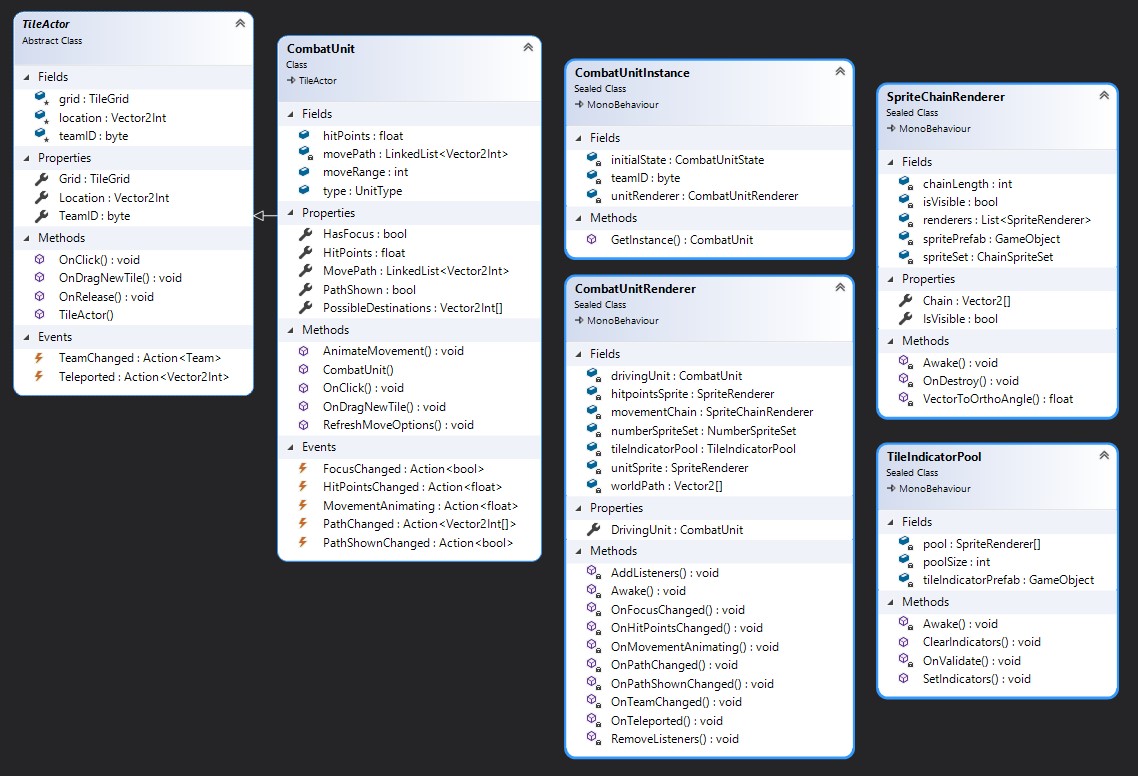 TileActor
Abstract Class
Fields
grid : TileGrid
location : Vector2Int
teamID : byte
Properties
Grid : TileGrid
Location : Vector2Int
TeamID : byte
Methods
OnClick() : void
OnDragNewTile() : void
OnRelease() : void
TileActor()
Events
TeamChanged : Action<Team>
Teleported : Action<Vector2Int>
CombatUnit
Class
TileActor
Fields
hitPoints : float
movePath : LinkedList<Vector2Int>
moveRange : int
type : UnitType
Properties
HasFocus : bool
HitPoints : float
MovePath : LinkedList<Vector2Int>
PathShown : bool
PossibleDestinations : Vector2Int[]
Methods
AnimateMovement() : void
CombatUnit()
OnClick() : void
OnDragNewTile() : void
RefreshMoveOptions() : void
Events
FocusChanged : Action<bool>
HitPointsChanged : Action<float>
MovementAnimating : Action<float>
PathChanged : Action<Vector2Int[]>
PathShownChanged : Action<bool>
CombatUnitInstance
Sealed Class
MonoBehaviour
Fields
initialState : CombatUnitState
teamID : byte
unitRenderer : CombatUnitRenderer
Methods
GetInstance() : CombatUnit
CombatUnitRenderer
Sealed Class
MonoBehaviour
Fields
drivingUnit : CombatUnit
hitpointsSprite : SpriteRenderer
movementChain : SpriteChainRenderer
numberSpriteSet : NumberSpriteSet
tileIndicatorPool : TileIndicatorPool
unitSprite : SpriteRenderer
worldPath : Vector2[]
Properties
DrivingUnit : CombatUnit
Methods
AddListeners() : void
Awake() : void
OnFocusChanged() : void
OnHitPointsChanged() : void
OnMovementAnimating() : void
OnPathChanged() : void
OnPathShownChanged() : void
OnTeamChanged() : void
OnTeleported() : void
RemoveListeners() : void
SpriteChainRenderer
Sealed Class
MonoBehaviour
Fields
chainLength : int
isVisible : bool
renderers : List<SpriteRenderer>
spritePrefab : GameObject
spriteSet : ChainSpriteSet
Properties
Chain : Vector2[]
IsVisible : bool
Methods
Awake() : void
OnDestroy() : void
VectorToOrthoAngle() : float
TileIndicatorPool
Sealed Class
MonoBehaviour
Fields
pool : SpriteRenderer[]
poolSize : int
tileIndicatorPrefab : GameObject
Methods
Awake() : void
ClearIndicators() : void
OnValidate() : void
SetIndicators() : void